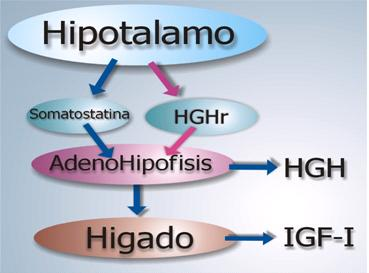 Hipotalamo
Somatostatina
HGHr
AdenoHipofisis
HGH
Higado
IGF-I